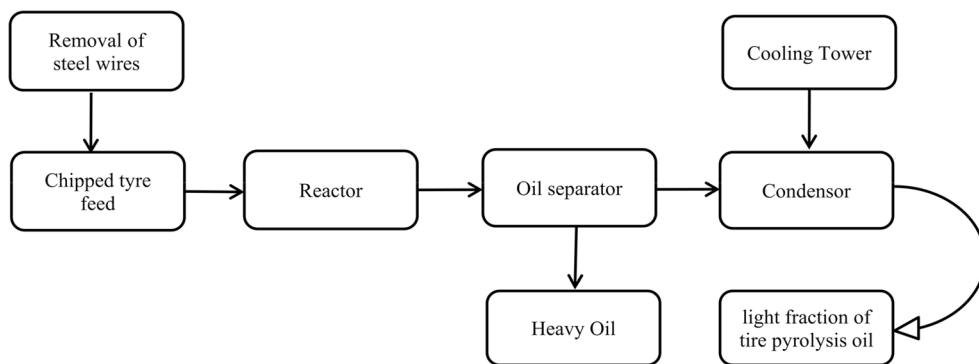 Removal of
steel wires
Cooling Tower
Chipped tyre
feed
Reactor
Oil separator
Condensor
Heavy Oil
light fraction of
tire pyrolysis oil